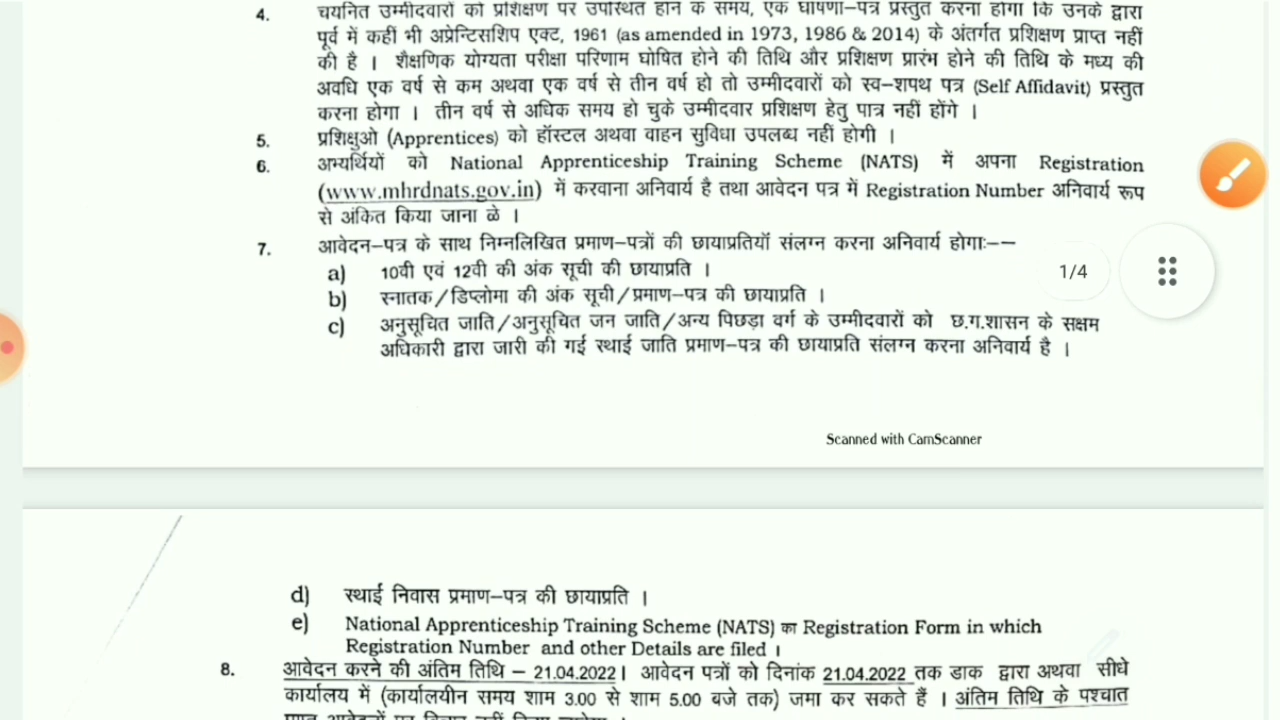 4. चयनित उम्मीदवारों को प्रशिक्षण पर उपस्थित होने के समय, एक घोषणा–पत्र प्रस्तुत करना होगा कि उनके द्वारा
पूर्व में कहीं भी अप्रेन्टिसशिप एक्ट, 1961 (as amended in 1973, 1986 & 2014) के अंतर्गत प्रशिक्षण प्राप्त नहीं
की है । शैक्षणिक योग्यता परीक्षा परिणाम घोषित होने की तिथि और प्रशिक्षण प्रारंभ होने की तिथि के मध्य की
अवधि एक वर्ष से कम अथवा एक वर्ष से तीन वर्ष हो तो उम्मीदवारों को स्व–शपथ पत्र (Self Affidavit) प्रस्तुत
करना होगा । तीन वर्ष से अधिक समय हो चुके उम्मीदवार प्रशिक्षण हेतु पात्र नहीं होंगे ।
5. प्रशिक्षुओ (Apprentices) को हॉस्टल अथवा वाहन सुविधा उपलब्ध नहीं होगी ।
6. अभ्यर्थियों को National Apprenticeship Training Scheme (NATS) में अपना Registration
(www.mhrdnats.gov.in) में करवाना अनिवार्य है तथा आवेदन पत्र में Registration Number अनिवार्य रूप
से अंकित किया जाना ळे ।
7. आवेदन–पत्र के साथ निम्नलिखित प्रमाण–पत्रों की छायाप्रतियॉ संलग्न करना अनिवार्य होगाः––
1/4
a) 10वी एवं 12वी की अंक सूची की छायाप्रति ।
b) स्नातक/डिप्लोमा की अंक सूची/प्रमाण–पत्र की छायाप्रति ।
c) अनुसूचित जाति/अनुसूचित जन जाति/अन्य पिछड़ा वर्ग के उम्मीदवारों को छ.ग.शासन के सक्षम
अधिकारी द्वारा जारी की गई स्थाई जाति प्रमाण–पत्र की छायाप्रति संलग्न करना अनिवार्य है ।
Scanned with CamScanner
d) स्थाई निवास प्रमाण–पत्र की छायाप्रति ।
e) National Apprenticeship Training Scheme (NATS) का Registration Form in which
Registration Number and other Details are filed ।
8. आवेदन करने की अंतिम तिथि – 21.04.2022। आवेदन पत्रों को दिनांक 21.04.2022 तक डाक द्वारा अथवा सीधे
कार्यालय में (कार्यालयीन समय शाम 3.00 से शाम 5.00 बजे तक) जमा कर सकते हैं । अंतिम तिथि के पश्चात